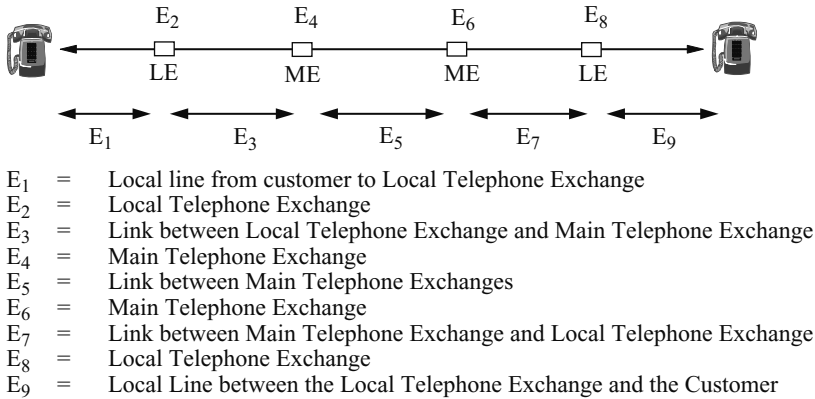 E2 E4 E6 E8
LE ME ME LE
E1 E3 E5 E7 E9
E1 = Local line from customer to Local Telephone Exchange
E2 = Local Telephone Exchange
E3 = Link between Local Telephone Exchange and Main Telephone Exchange
E4 = Main Telephone Exchange
E5 = Link between Main Telephone Exchanges
E6 = Main Telephone Exchange
E7 = Link between Main Telephone Exchange and Local Telephone Exchange
E8 = Local Telephone Exchange
E9 = Local Line between the Local Telephone Exchange and the Customer